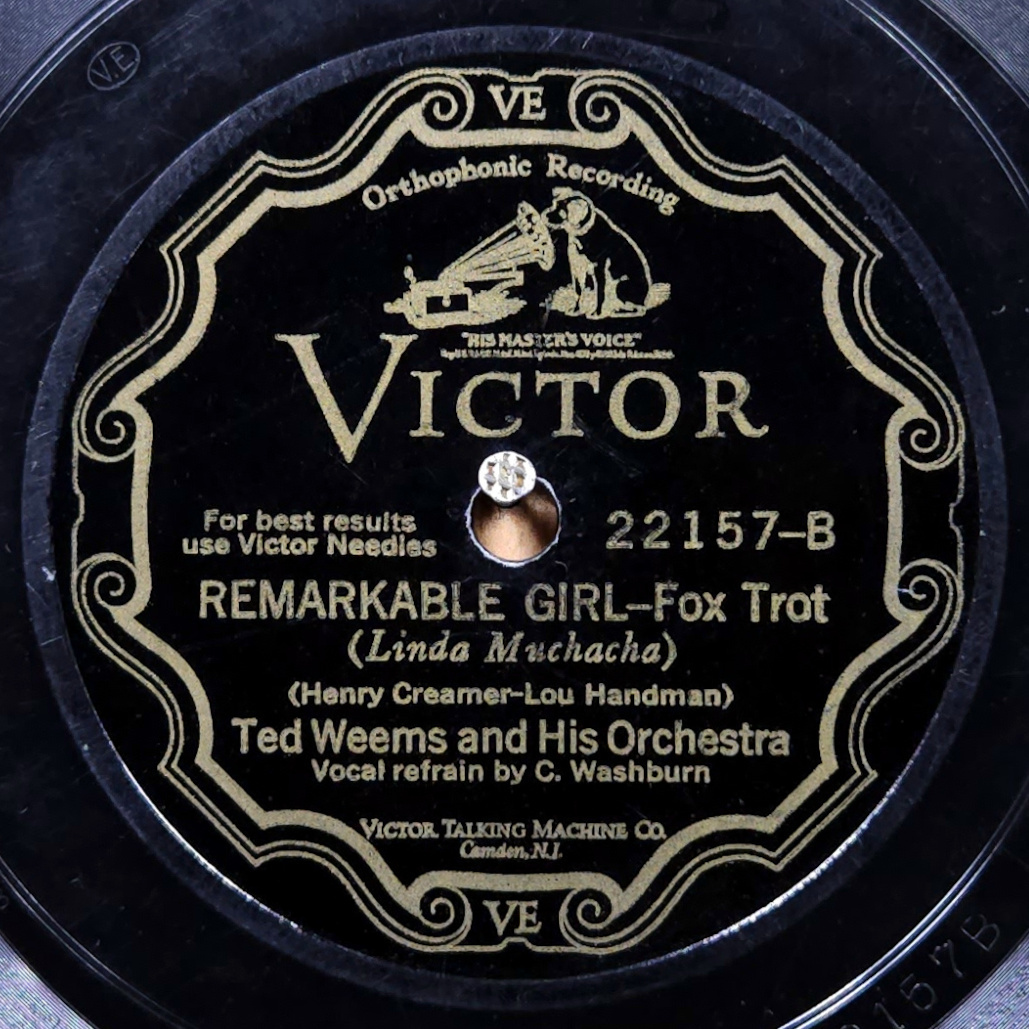 V.E.
VE
Orthophonic Recording
"HIS MASTER'S VOICE"
VICTOR
For best results
use Victor Needles
22157-B
REMARKABLE GIRL-Fox Trot
(Linda Muchacha)
(Henry Creamer-Lou Handman)
Ted Weems and His Orchestra
Vocal refrain by C. Washburn
VICTOR TALKING MACHINE CO.
Camden, N.J.
VE
157B